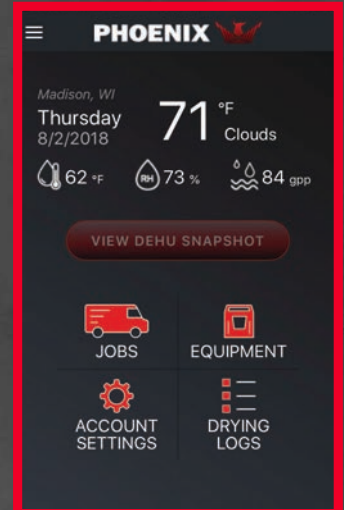 PHOENIX
Madison, WI
Thursday
8/2/2018
71 °F
Clouds
62 °F
RH 73 %
84 gpp
VIEW DEHU SNAPSHOT
JOBS
EQUIPMENT
ACCOUNT
SETTINGS
DRYING
LOGS